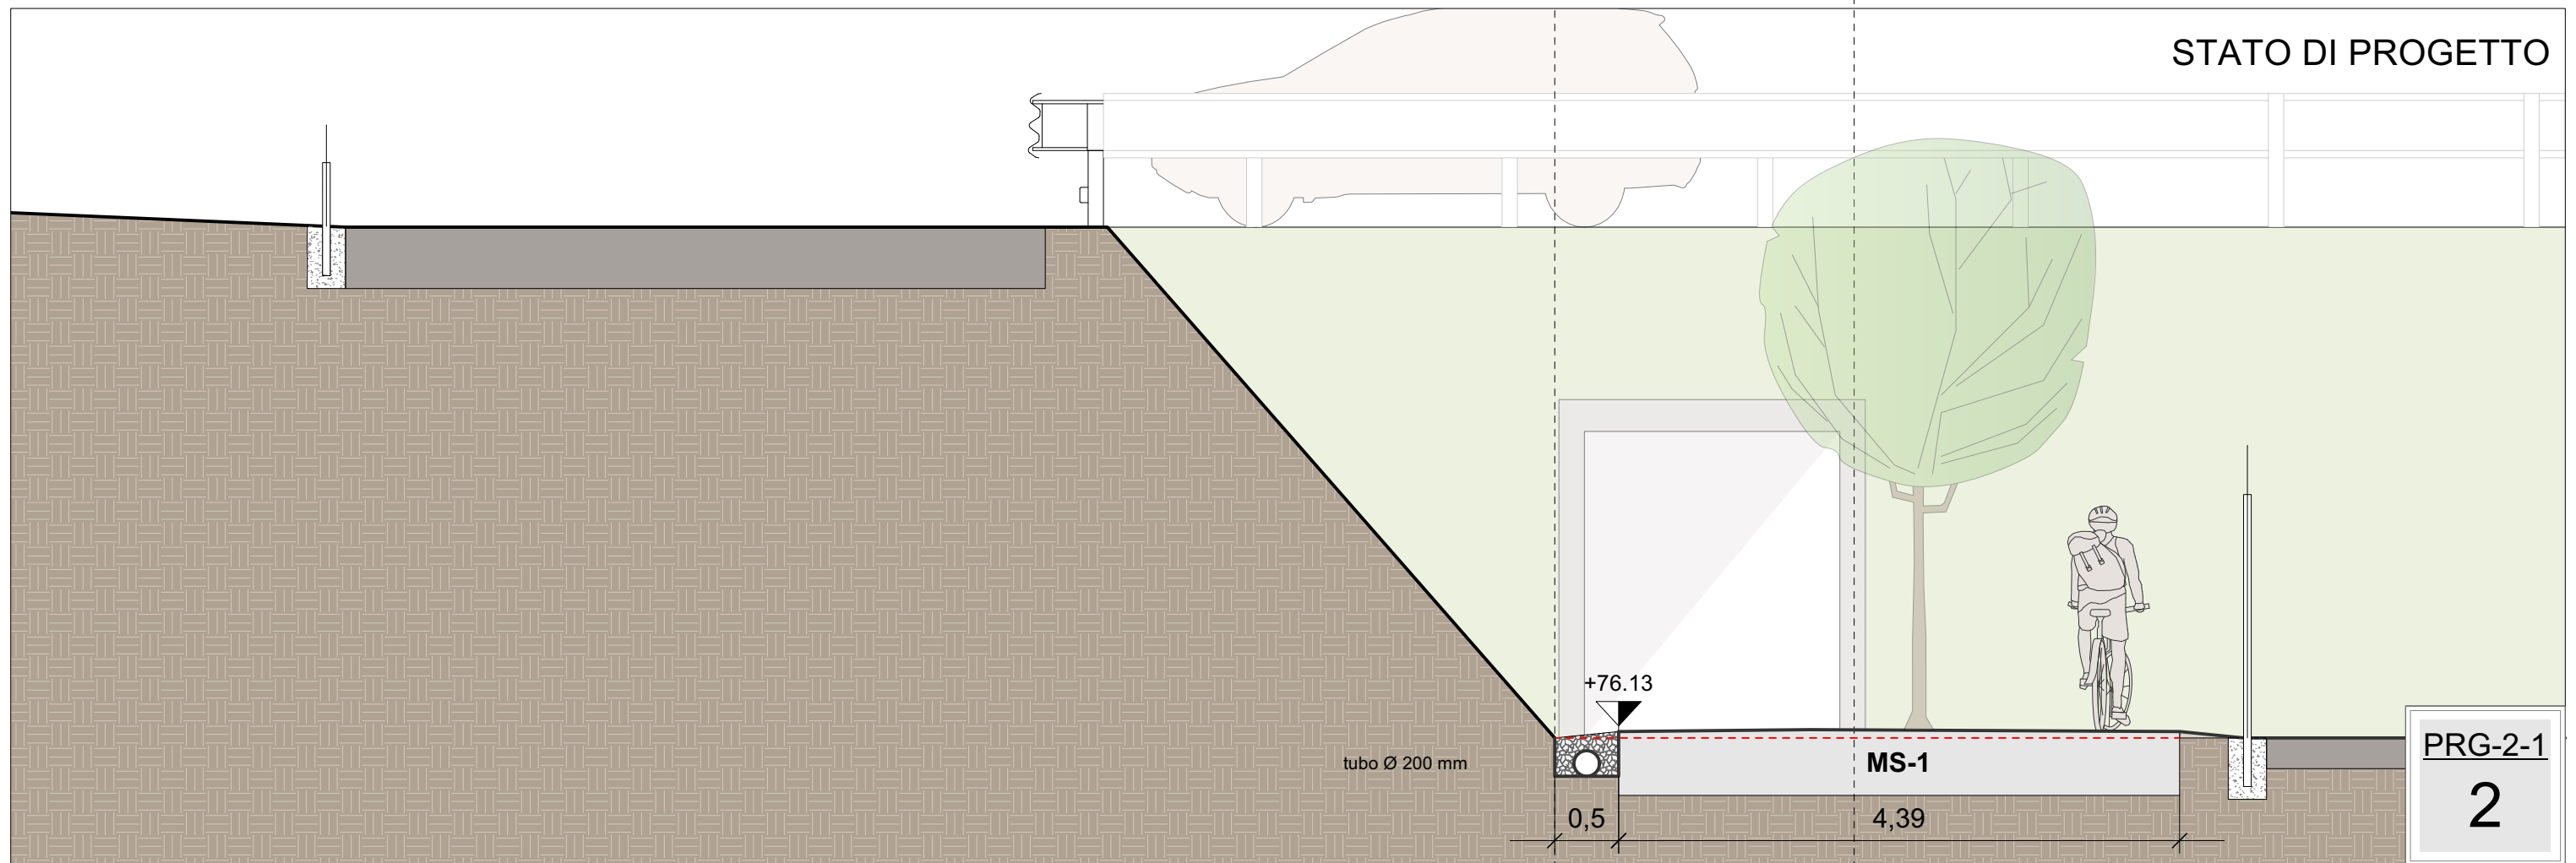 STATO DI PROGETTO
+76.13
tubo Ø 200 mm
MS-1
0,5
4,39
PRG-2-1
2